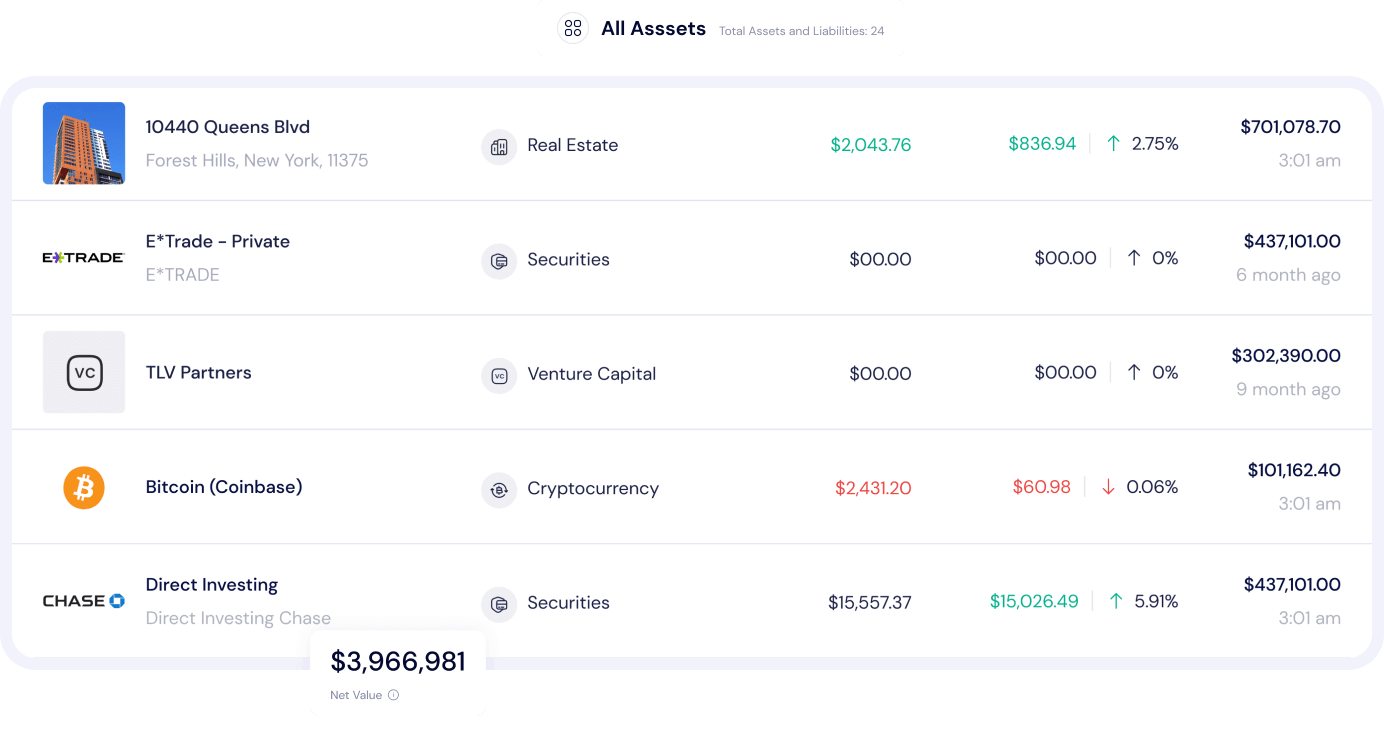 All Asssets
Total Assets and Liabilities: 24
10440 Queens Blvd
Forest Hills, New York, 11375
Real Estate
$2,043.76
$836.94
2.75%
$701,078.70
3:01 am
E*TRADE
E*Trade - Private
E*TRADE
Securities
$00.00
$00.00
0%
$437,101.00
6 month ago
VC
TLV Partners
VC
Venture Capital
$00.00
$00.00
0%
$302,390.00
9 month ago
Bitcoin (Coinbase)
Cryptocurrency
$2,431.20
$60.98
0.06%
$101,162.40
3:01 am
CHASE
Direct Investing
Direct Investing Chase
Securities
$15,557.37
$15,026.49
5.91%
$437,101.00
3:01 am
$3,966,981
Net Value